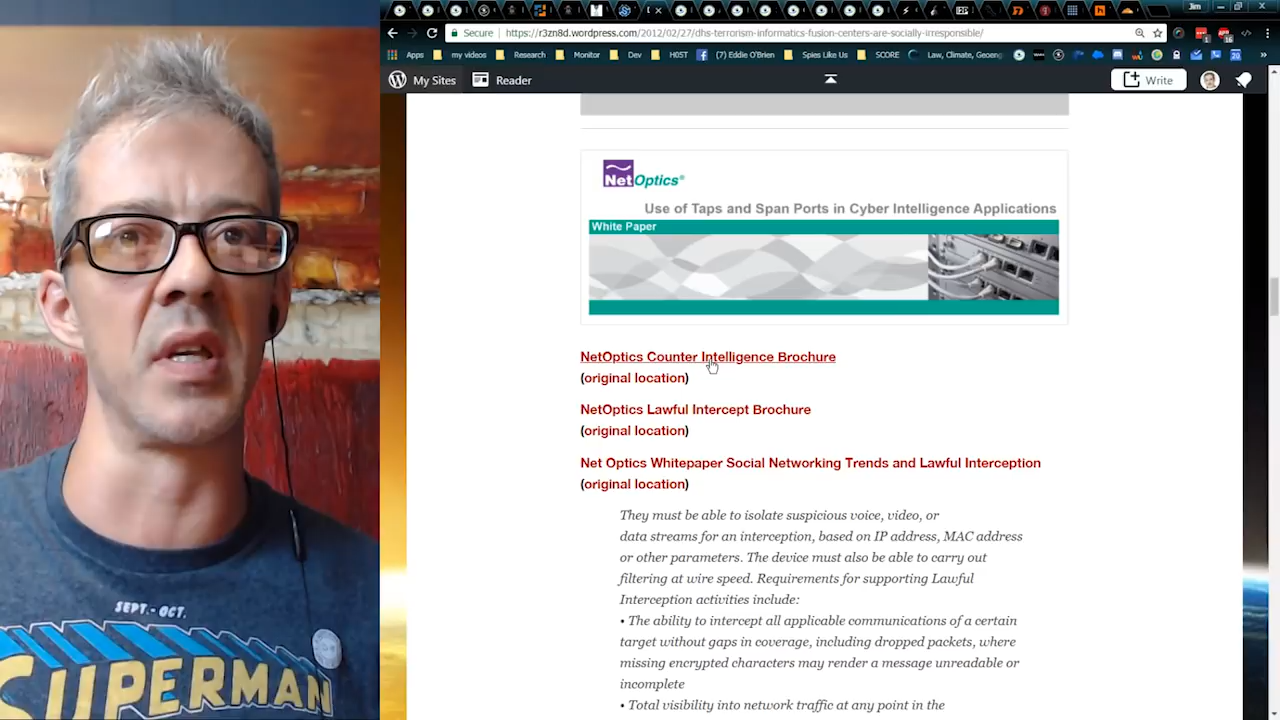 Jim
Secure
https://r3zn8d.wordpress.com/2012/02/27/dhs-terrorism-informatics-fusion-centers-are-socially-irresponsible/
Apps my videos Research Monitor Dev H0ST (7) Eddie O'Brien Spies Like Us SCORE Law, Climate, Geoeng
My Sites Reader Write
NetOptics®
Use of Taps and Span Ports in Cyber Intelligence Applications
White Paper
NetOptics Counter Intelligence Brochure
(original location)
NetOptics Lawful Intercept Brochure
(original location)
Net Optics Whitepaper Social Networking Trends and Lawful Interception
(original location)
They must be able to isolate suspicious voice, video, or
data streams for an interception, based on IP address, MAC address
or other parameters. The device must also be able to carry out
filtering at wire speed. Requirements for supporting Lawful
Interception activities include:
• The ability to intercept all applicable communications of a certain
target without gaps in coverage, including dropped packets, where
missing encrypted characters may render a message unreadable or
incomplete
• Total visibility into network traffic at any point in the
SEPT.-OCT.
SUPERMAN